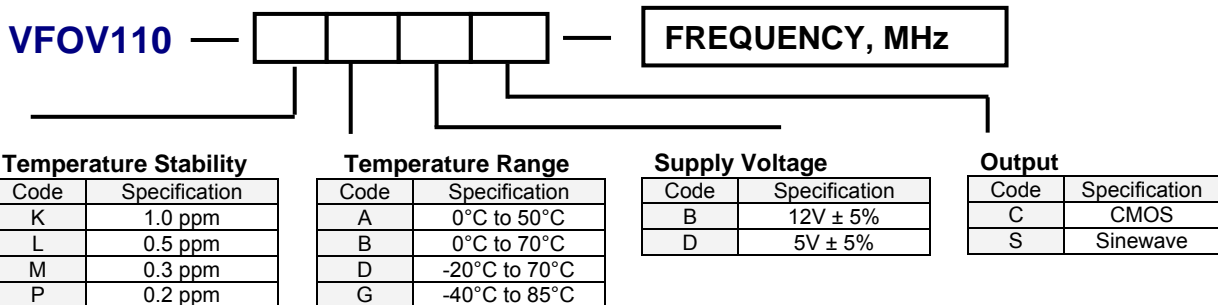 VFOV110 — FREQUENCY, MHz
Temperature Stability
Code Specification
K 1.0 ppm
L 0.5 ppm
M 0.3 ppm
P 0.2 ppm
Temperature Range
Code Specification
A 0°C to 50°C
B 0°C to 70°C
D -20°C to 70°C
G -40°C to 85°C
Supply Voltage
Code Specification
B 12V ± 5%
D 5V ± 5%
Output
Code Specification
C CMOS
S Sinewave